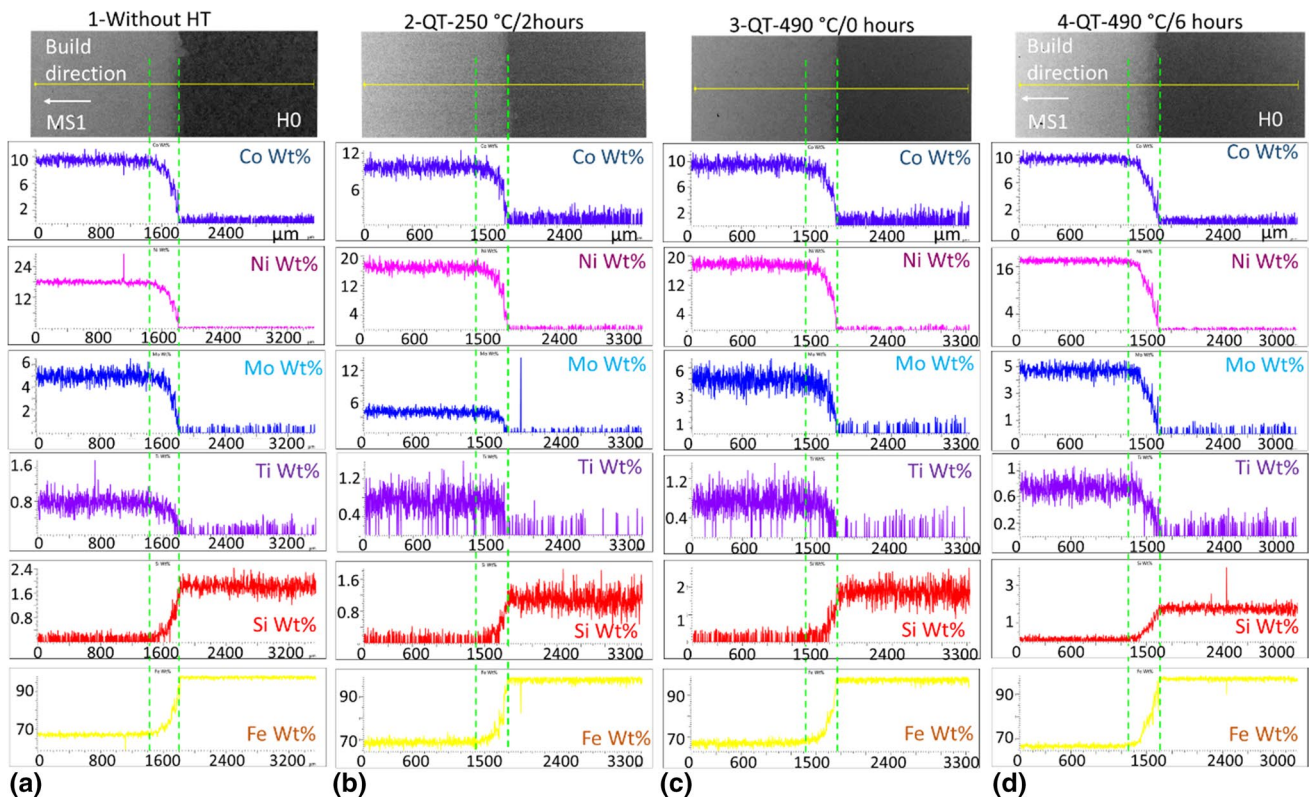 1-Without HT
2-QT-250 °C/2hours
3-QT-490 °C/0 hours
4-QT-490 °C/6 hours
Build
direction
MS1
H0
Build
direction
MS1
H0
Co Wt%
10
6
2
0 800 1600 2400
µm
Co Wt%
12
6
0 600 1500 2400
Co Wt%
10
6
2
0 600 1500 2400
µm
Co Wt%
10
6
2
0 600 1500 2400
µm
Ni Wt%
24
12
0 800 1600 2400 3200
Ni Wt%
20
12
4
0 600 1500 2400 3300
Ni Wt%
20
12
4
0 600 1500 2400 3300
Ni Wt%
16
4
0 600 1500 2400 3000
Mo Wt%
6
4
2
0 800 1600 2400 3200
Mo Wt%
12
6
0 600 1500 2400 3300
Mo Wt%
6
3
1
0 600 1500 2400 3300
Mo Wt%
5
3
1
0 600 1500 2400 3000
Ti Wt%
1.6
0.8
0 800 1600 2400 3200
Ti Wt%
1.2
0.4
0 600 1500 2400 3300
Ti Wt%
1.2
0.4
0 600 1500 2400 3300
Ti Wt%
1
0.6
0.2
0 600 1500 2400 3000
Si Wt%
2.4
1.6
0.8
0 800 1600 2400 3200
Si Wt%
1.6
0.8
0 600 1500 2400 3300
Si Wt%
2
1
0 600 1500 2400 3300
Si Wt%
3
2
1
0 600 1500 2400 3000
Fe Wt%
90
70
0 800 1600 2400 3200
Fe Wt%
90
70
0 600 1500 2400 3300
Fe Wt%
90
70
0 600 1500 2400 3300
Fe Wt%
90
70
0 600 1500 2400 3000
(a)
(b)
(c)
(d)